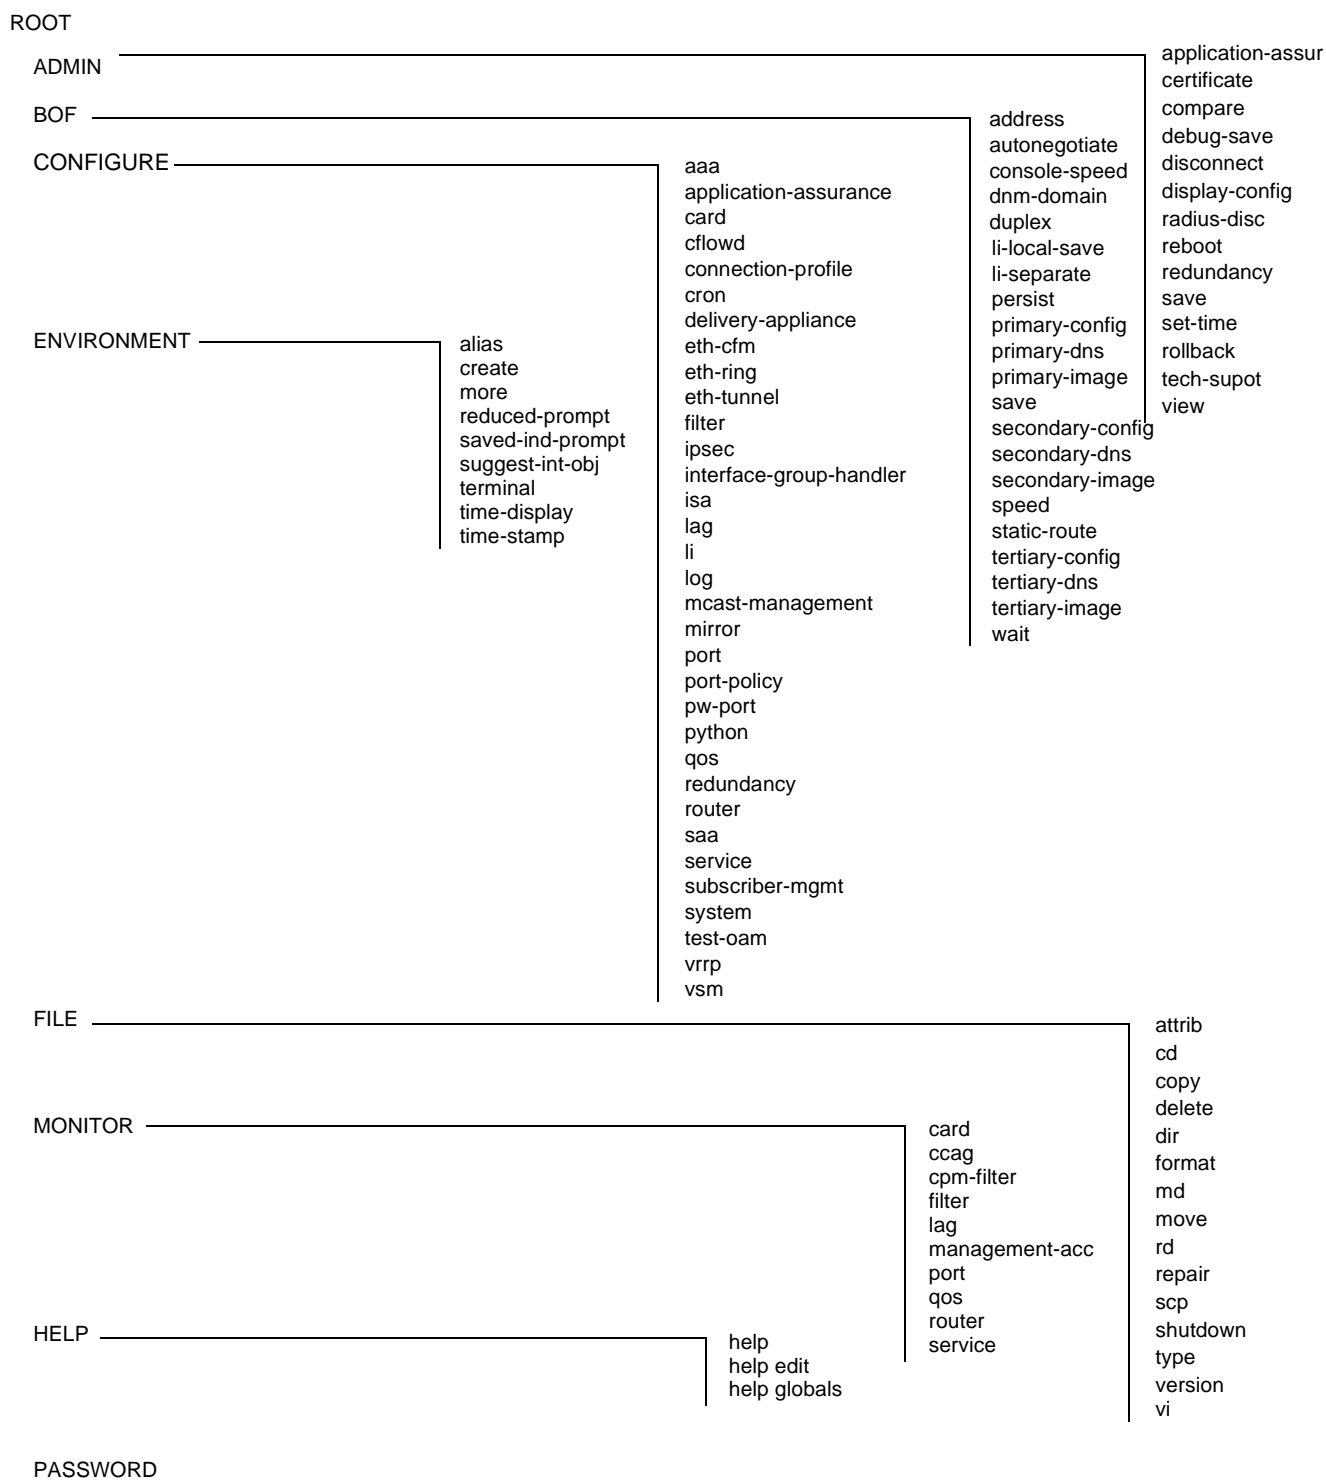 ROOT
ADMIN
application-assur
certificate
compare
debug-save
disconnect
display-config
radius-disc
reboot
redundancy
save
set-time
rollback
tech-supot
view
BOF
address
autonegotiate
console-speed
dnm-domain
duplex
li-local-save
li-separate
persist
primary-config
primary-dns
primary-image
save
secondary-config
secondary-dns
secondary-image
speed
static-route
tertiary-config
tertiary-dns
tertiary-image
wait
CONFIGURE
aaa
application-assurance
card
cflowd
connection-profile
cron
delivery-appliance
eth-cfm
eth-ring
eth-tunnel
filter
ipsec
interface-group-handler
isa
lag
li
log
mcast-management
mirror
port
port-policy
pw-port
python
qos
redundancy
router
saa
service
subscriber-mgmt
system
test-oam
vrrp
vsm
ENVIRONMENT
alias
create
more
reduced-prompt
saved-ind-prompt
suggest-int-obj
terminal
time-display
time-stamp
FILE
attrib
cd
copy
delete
dir
format
md
move
rd
repair
scp
shutdown
type
version
vi
MONITOR
card
ccag
cpm-filter
filter
lag
management-acc
port
qos
router
service
HELP
help
help edit
help globals
PASSWORD